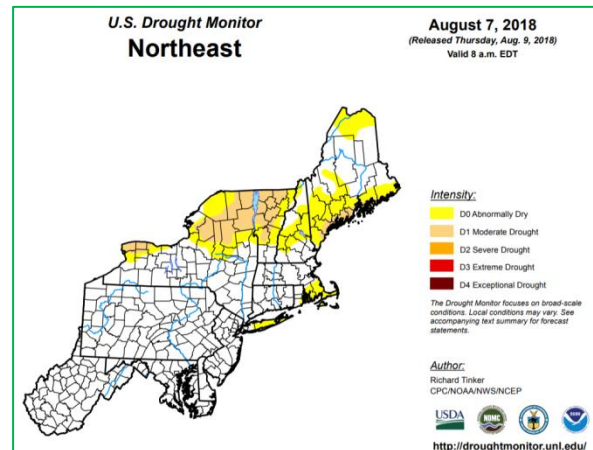 U.S. Drought Monitor
Northeast
August 7, 2018
(Released Thursday, Aug. 9, 2018)
Valid 8 a.m. EDT
Intensity:
D0 Abnormally Dry
D1 Moderate Drought
D2 Severe Drought
D3 Extreme Drought
D4 Exceptional Drought
The Drought Monitor focuses on broad-scale
conditions. Local conditions may vary. See
accompanying text summary for forecast
statements.
Author:
Richard Tinker
CPC/NOAA/NWS/NCEP
USDA
NDMC
http://droughtmonitor.unl.edu/